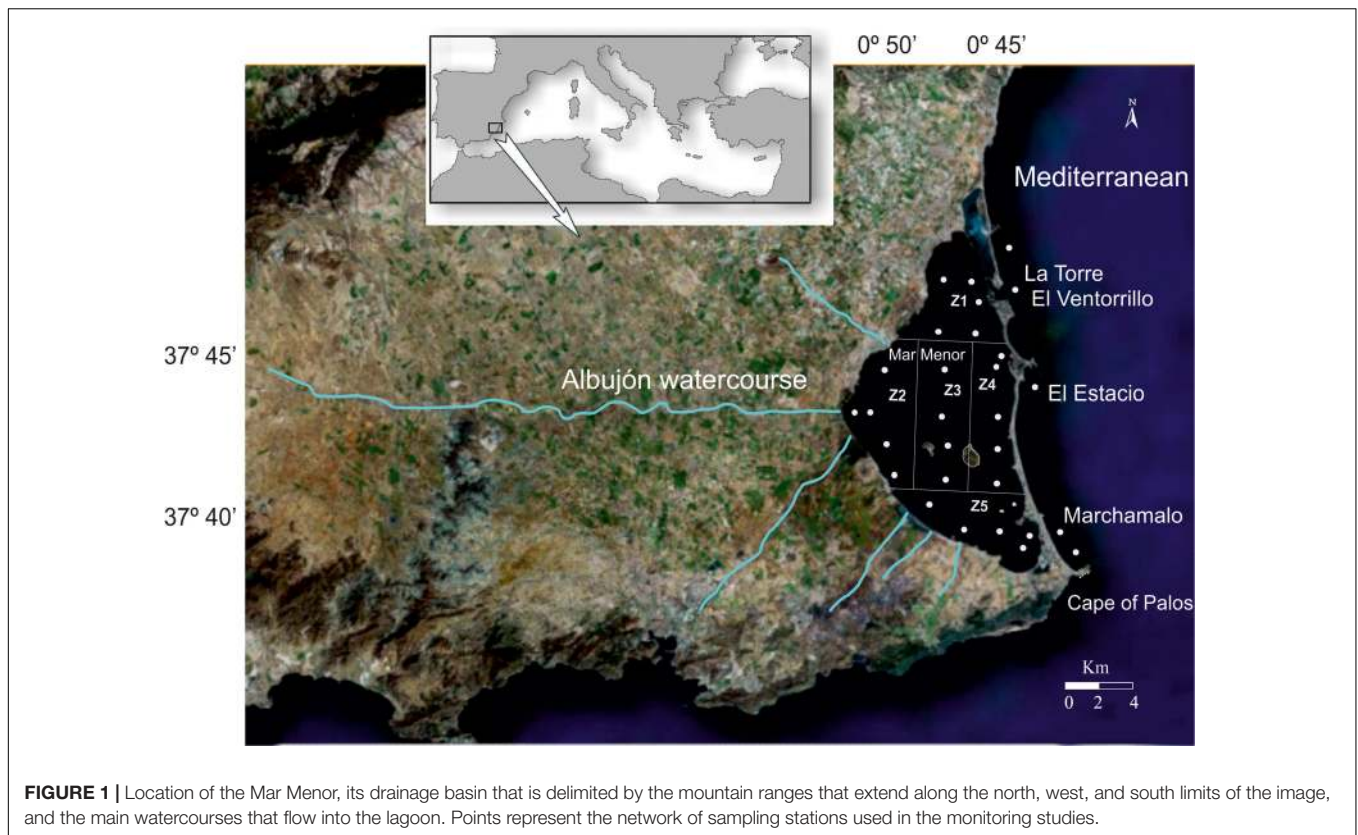 0º 50’ 0º 45’
N
Mediterranean
La Torre
Z1
El Ventorrillo
37º 45’
Mar Menor
Albujón watercourse
Z2 Z3 Z4
El Estacio
37º 40’
Z5
Marchamalo
Cape of Palos
Km
0 2 4
FIGURE 1 | Location of the Mar Menor, its drainage basin that is delimited by the mountain ranges that extend along the north, west, and south limits of the image,
and the main watercourses that flow into the lagoon. Points represent the network of sampling stations used in the monitoring studies.